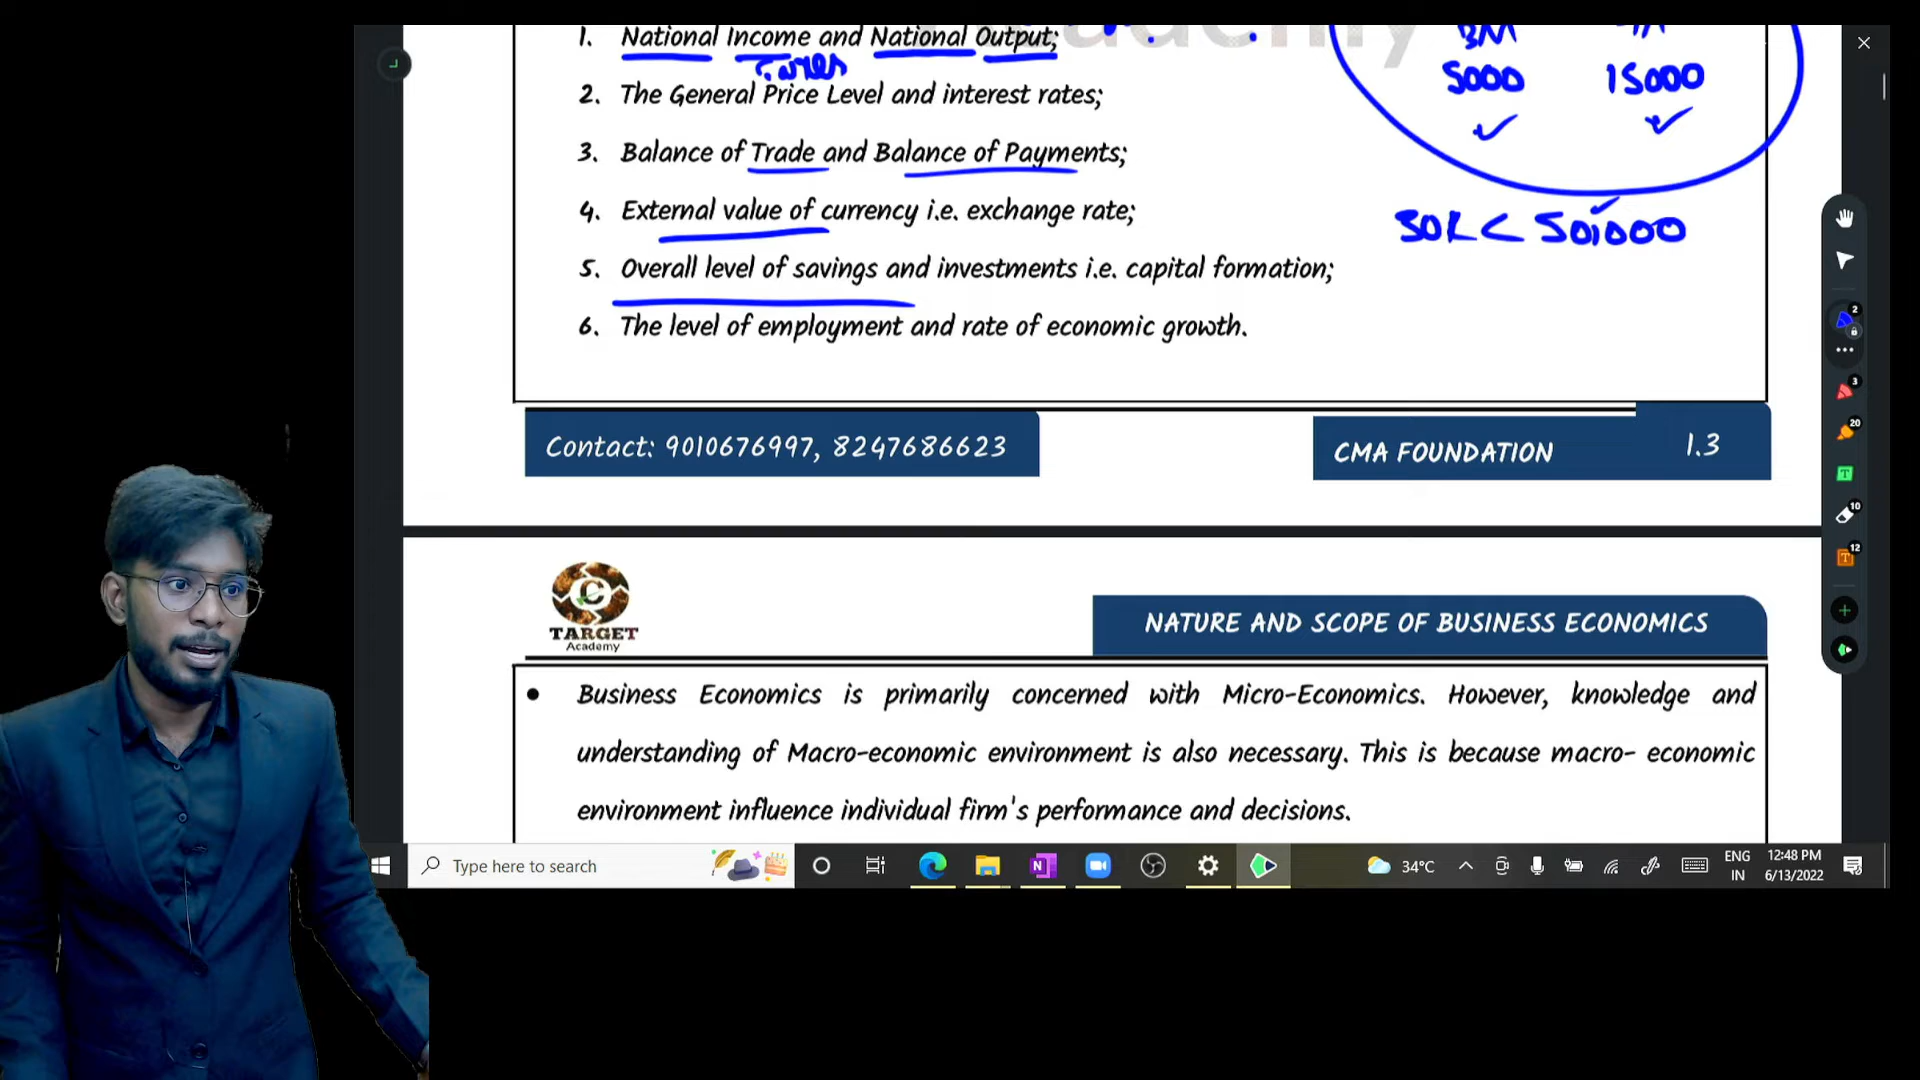 1. National Income and National Output;
2. The General Price Level and interest rates;
3. Balance of Trade and Balance of Payments;
4. External value of currency i.e. exchange rate;
5. Overall level of savings and investments i.e. capital formation;
6. The level of employment and rate of economic growth.
5000 15000
Contact: 9010676997, 8247686623
CMA FOUNDATION 1.3
TARGET
Academy
NATURE AND SCOPE OF BUSINESS ECONOMICS
● Business Economics is primarily concerned with Micro-Economics. However, knowledge and
understanding of Macro-economic environment is also necessary. This is because macro- economic
environment influence individual firm's performance and decisions.
2
3
20
10
12
Type here to search
34°C
ENG
IN
12:48 PM
6/13/2022